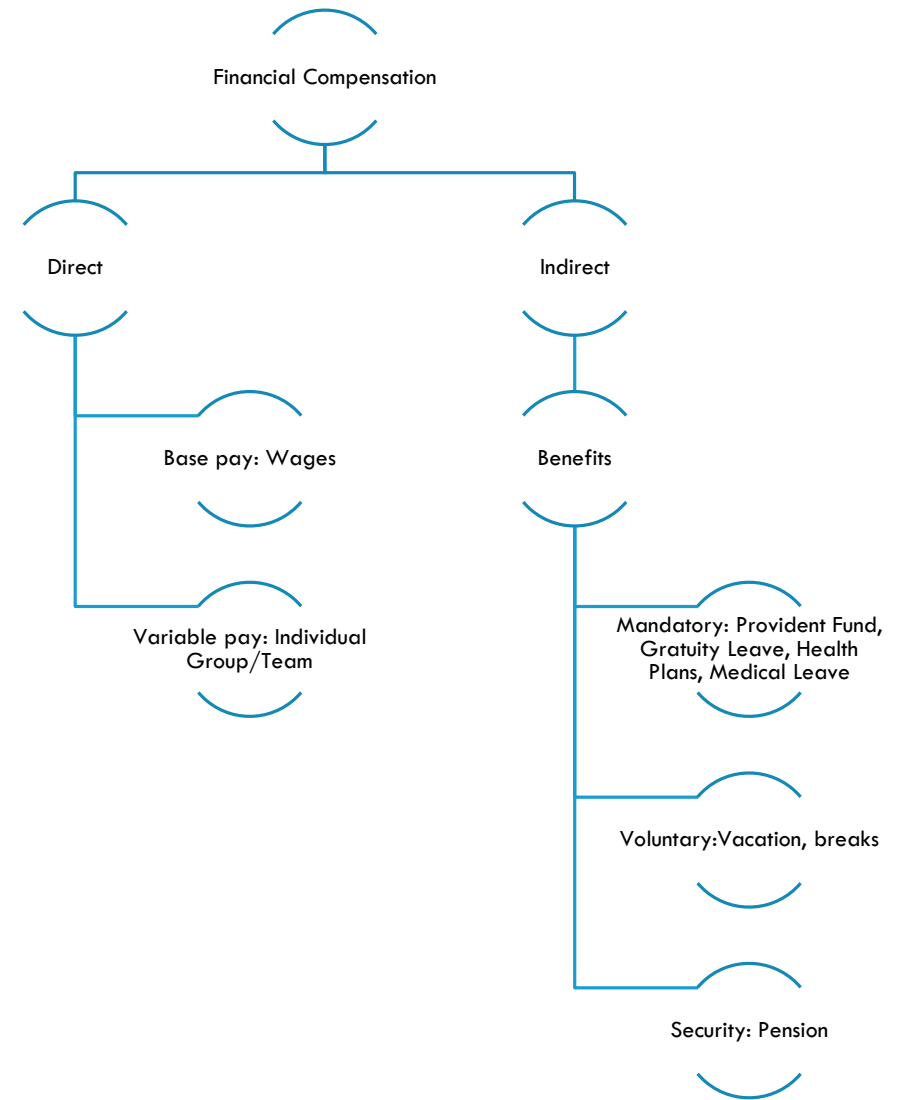 Financial Compensation
Direct
Indirect
Base pay: Wages
Benefits
Variable pay: Individual
Group/Team
Mandatory: Provident Fund,
Gratuity Leave, Health
Plans, Medical Leave
Voluntary:Vacation, breaks
Security: Pension